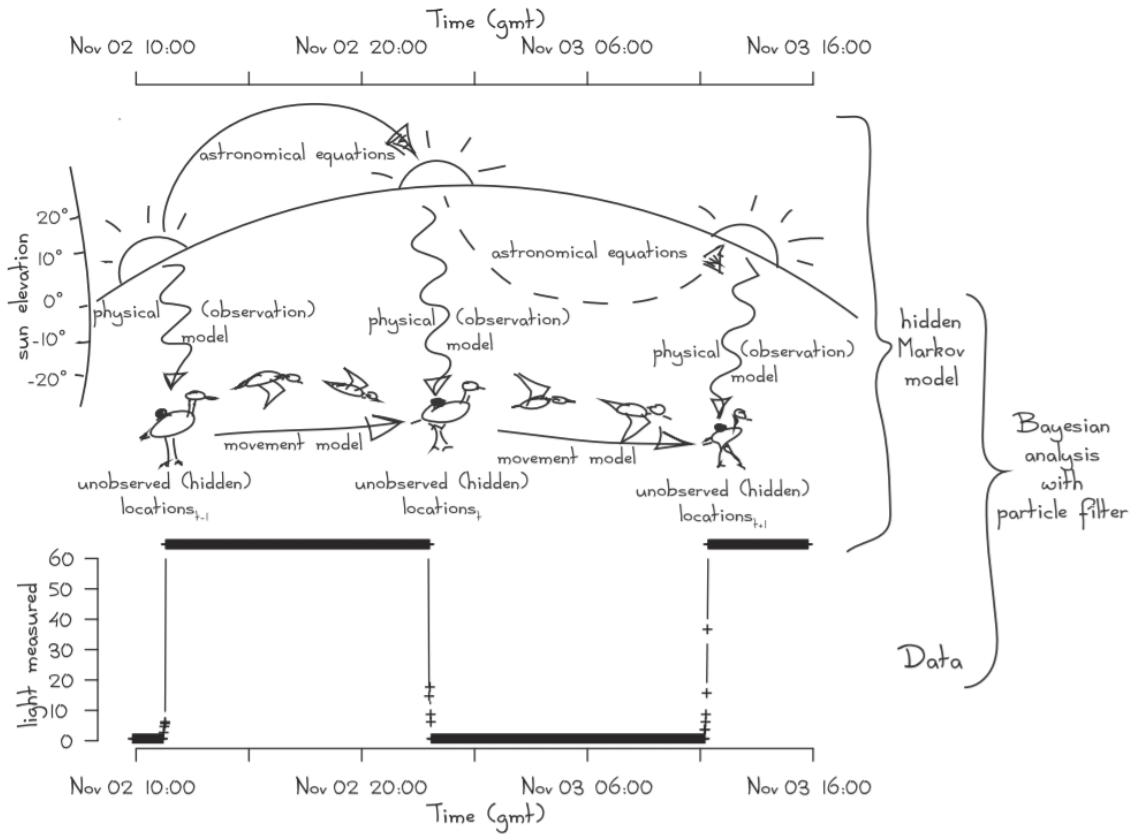 Time (gmt)
Nov 02 10:00
Nov 02 20:00
Nov 03 06:00
Nov 03 16:00
astronomical equations
astronomical equations
sun elevation
20°
10°
0°
-10°
-20°
physical (observation)
model
physical (observation)
model
physical (observation)
model
movement model
movement model
unobserved (hidden)
locations t-1
unobserved (hidden)
locations t
unobserved (hidden)
locations t+1
hidden
Markov
model
Bayesian
analysis
with
particle filter
Data
light measured
60
50
40
30
20
10
0
Nov 02 10:00
Nov 02 20:00
Nov 03 06:00
Nov 03 16:00
Time (gmt)